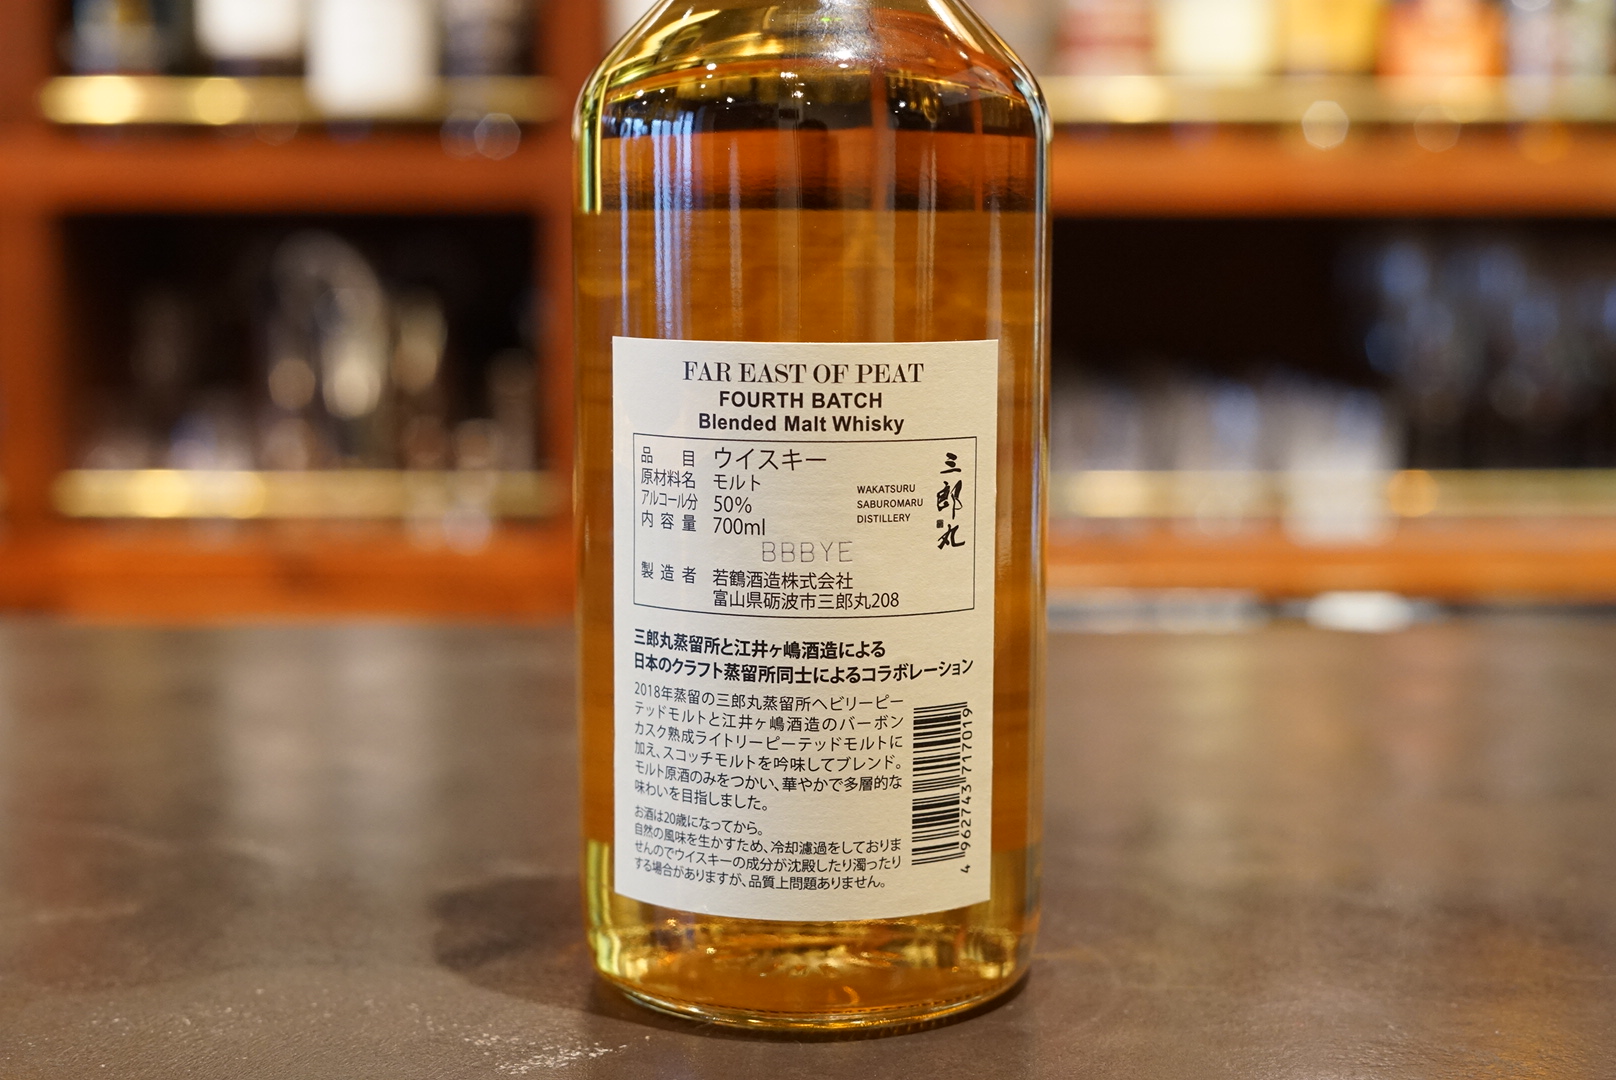 FAR EAST OF PEAT
FOURTH BATCH
Blended Malt Whisky
品目 ウイスキー
原材料名 モルト
アルコール分 50%
内容量 700ml
BBBYE
製造者 若鶴酒造株式会社
富山県砺波市三郎丸208
WAKATSURU
SABUROMARU
DISTILLERY
三郎丸
三郎丸蒸留所と江井ヶ嶋酒造による
日本のクラフト蒸留所同士によるコラボレーション
2018年蒸留の三郎丸蒸留所ヘビリーピー
テッドモルトと江井ヶ嶋酒造のバーボン
カスク熟成ライトリーピーテッドモルトに
加え、スコッチモルトを吟味してブレンド。
モルト原酒のみをつかい、華やかで多層的な
味わいを目指しました。
お酒は20歳になってから。
自然の風味を生かすため、冷却濾過をしておりま
せんのでウイスキーの成分が沈殿したり濁ったり
する場合がありますが、品質上問題ありません。
4 962743 717019